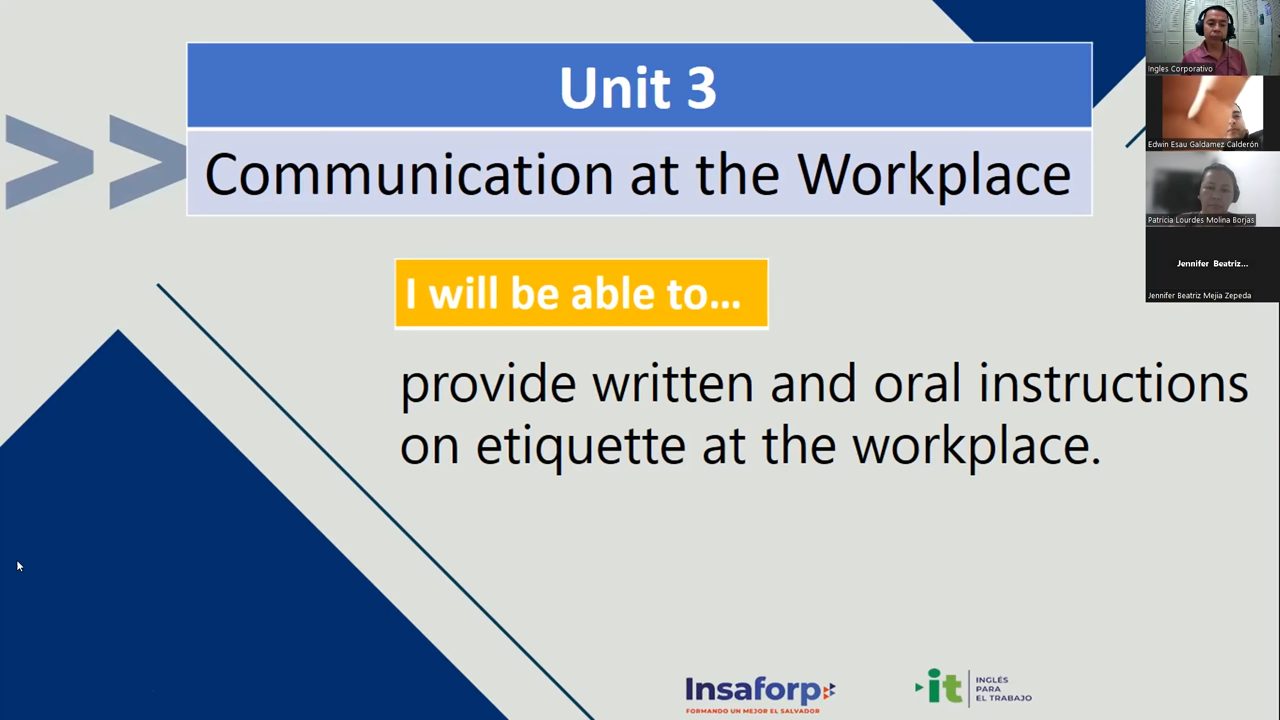 Unit 3
>> Communication at the Workplace
I will be able to...
provide written and oral instructions
on etiquette at the workplace.
Insaforp
FORMANDO UN MEJOR EL SALVADOR
it
INGLÉS
PARA
EL TRABAJO
Ingles Corporativo
Edwin Esau Galdamez Calderón
Patricia Lourdes Molina Borjas
Jennifer Beatriz...
Jennifer Beatriz Mejia Zepeda